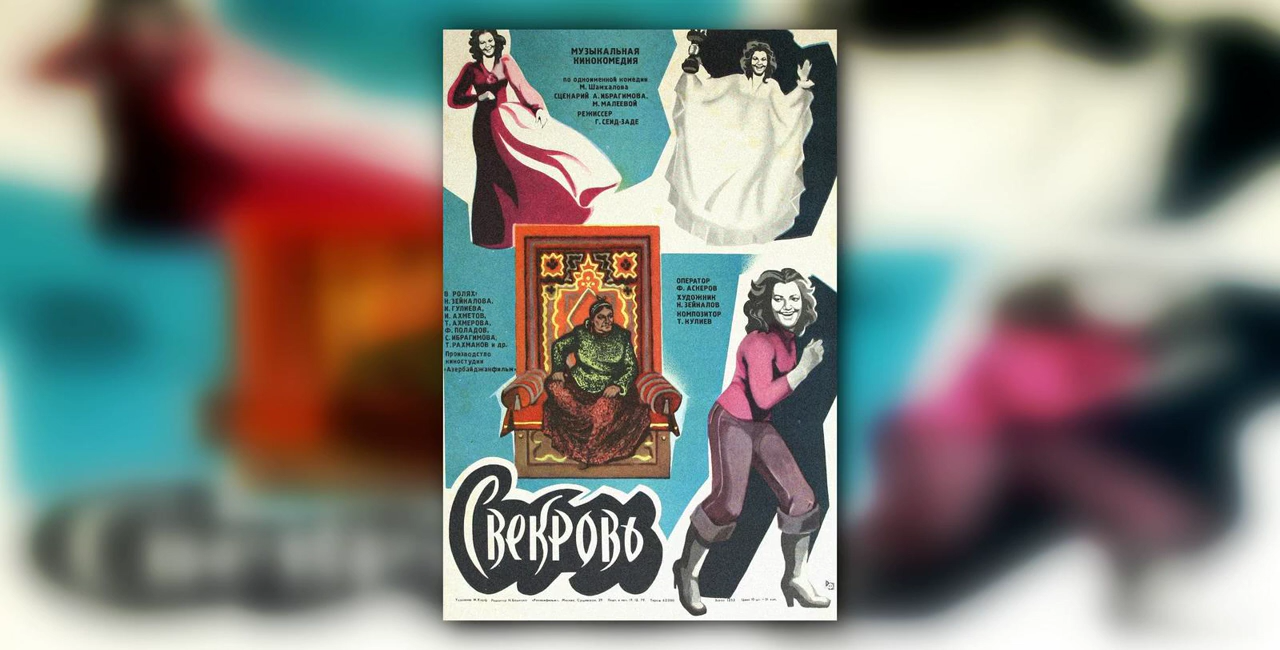 МУЗЫКАЛЬНАЯ
КИНОКОМЕДИЯ
по одноименной комедии
М. Шамхалова
СЦЕНАРИЙ А. ИБРАГИМОВА,
М. МАЛЕЕВОЙ
РЕЖИССЕР
Г. СЕИД-ЗАДЕ
В РОЛЯХ:
Н. ЗЕЙНАЛОВА,
И. ГУЛИЕВА,
И. АХМЕТОВ,
Т. АХМЕРОВА,
Ф. ПОЛАДОВ,
С. ИБРАГИМОВА,
Т. РАХМАНОВ и др.
Производство
киностудии
«Азербайджанфильм»
ОПЕРАТОР
Ф. АСКЕРОВ
ХУДОЖНИК
Н. ЗЕЙНАЛОВ
КОМПОЗИТОР
Т. КУЛИЕВ
Свекровь